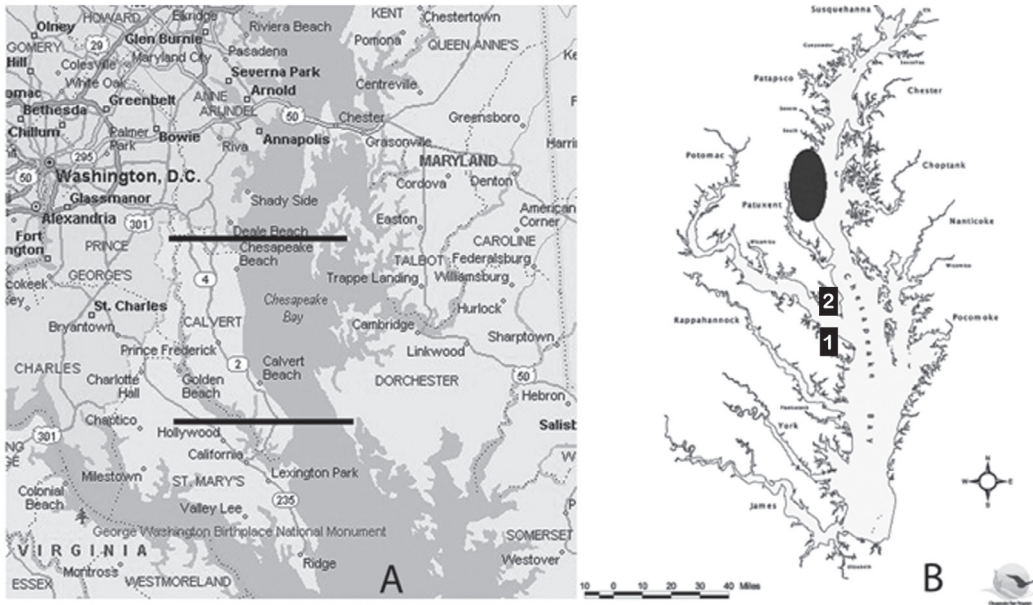 HOWARD
Elkridge
KENT
Chestertown
Olney
Riviera Beach
GOMERY
29
Glen Burnie
Pomona
QUEEN ANNE'S
Hill
Colesville
Maryland City
Pasadena
White Oak
Severna Park
Centreville
Bethesda
Greenbelt
ANNE
ARUNDEL
Arnold
50
Chester
Greensboro
Chillum
Palmer
Park
Bowie
Annapolis
Grasonville
295
Riva
MARYLAND
50
Washington, D.C.
Cordova
Denton
Glassmanor
Shady Side
American
Corner
Alexandria
301
Easton
Fort
PRINCE
Deale Beach
CAROLINE
Chesapeake
Beach
TALBOT
Federalsburg
GEORGE'S
4
Trappe Landing
Williamsburg
St. Charles
Chesapeake
Bay
Hurlock
Bryantown
CALVERT
Cambridge
Sharptown
Prince Frederick
2
Calvert
Beach
Linkwood
CHARLES
Charlotte
Hall
Golden
Beach
DORCHESTER
50
Hebron
Chaptico
Hollywood
301
California
Milestown
ST. MARY'S
Lexington Park
Colonial
Beach
Valley Lee
235
George Washington Birthplace National Monument
SOMERSET
VIRGINIA
Ridge
Westover
Montross
ESSEX
WESTMORELAND
A
Susquehanna
Patapsco
Chester
Potomac
Choptank
Patuxent
Nanticoke
2
Rappahannock
1
Pocomoke
Chesapeake Bay
York
James
N
W
E
S
B
10 0 10 20 30 40 Miles